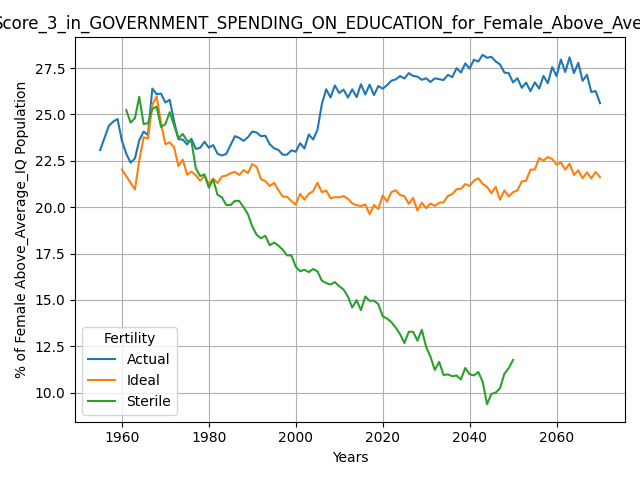 Score_3_in_GOVERNMENT_SPENDING_ON_EDUCATION_for_Female_Above_Ave
27.5
25.0
22.5
20.0
17.5
15.0
12.5
10.0
% of Female Above_Average_IQ Population
Fertility
Actual
Ideal
Sterile
1960 1980 2000 2020 2040 2060
Years